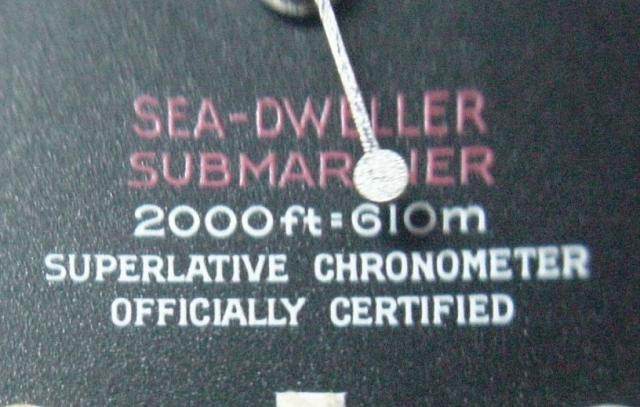 SEA-DWELLER
SUBMARINER
2000ft=610m
SUPERLATIVE CHRONOMETER
OFFICIALLY CERTIFIED